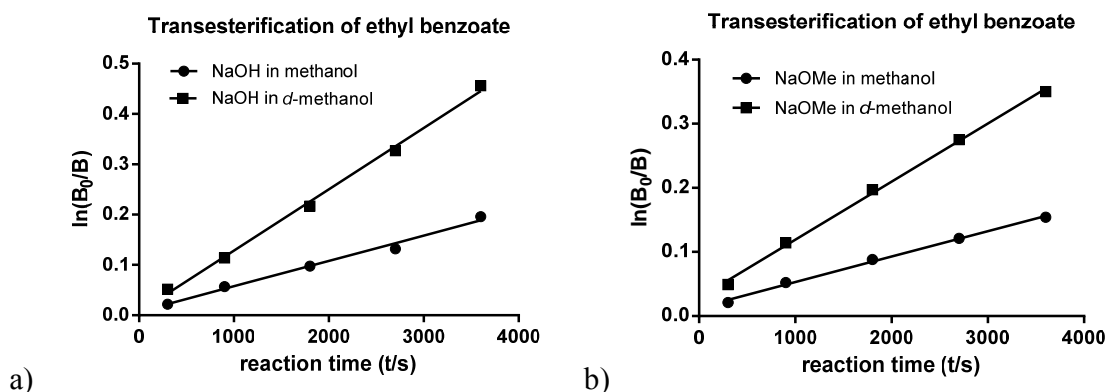 Transesterification of ethyl benzoate
0.5
0.4
0.3
0.2
0.1
0.0
ln(B₀/B)
NaOH in methanol
NaOH in d-methanol
0 1000 2000 3000 4000
reaction time (t/s)
a)
Transesterification of ethyl benzoate
0.4
0.3
0.2
0.1
0.0
ln(B₀/B)
NaOMe in methanol
NaOMe in d-methanol
0 1000 2000 3000 4000
reaction time (t/s)
b)